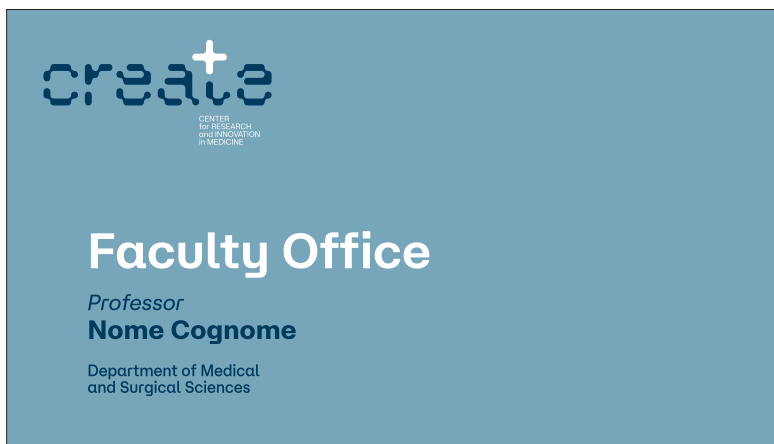 create
CENTER
for RESEARCH
and INNOVATION
in MEDICINE
Faculty Office
Professor
Nome Cognome
Department of Medical
and Surgical Sciences